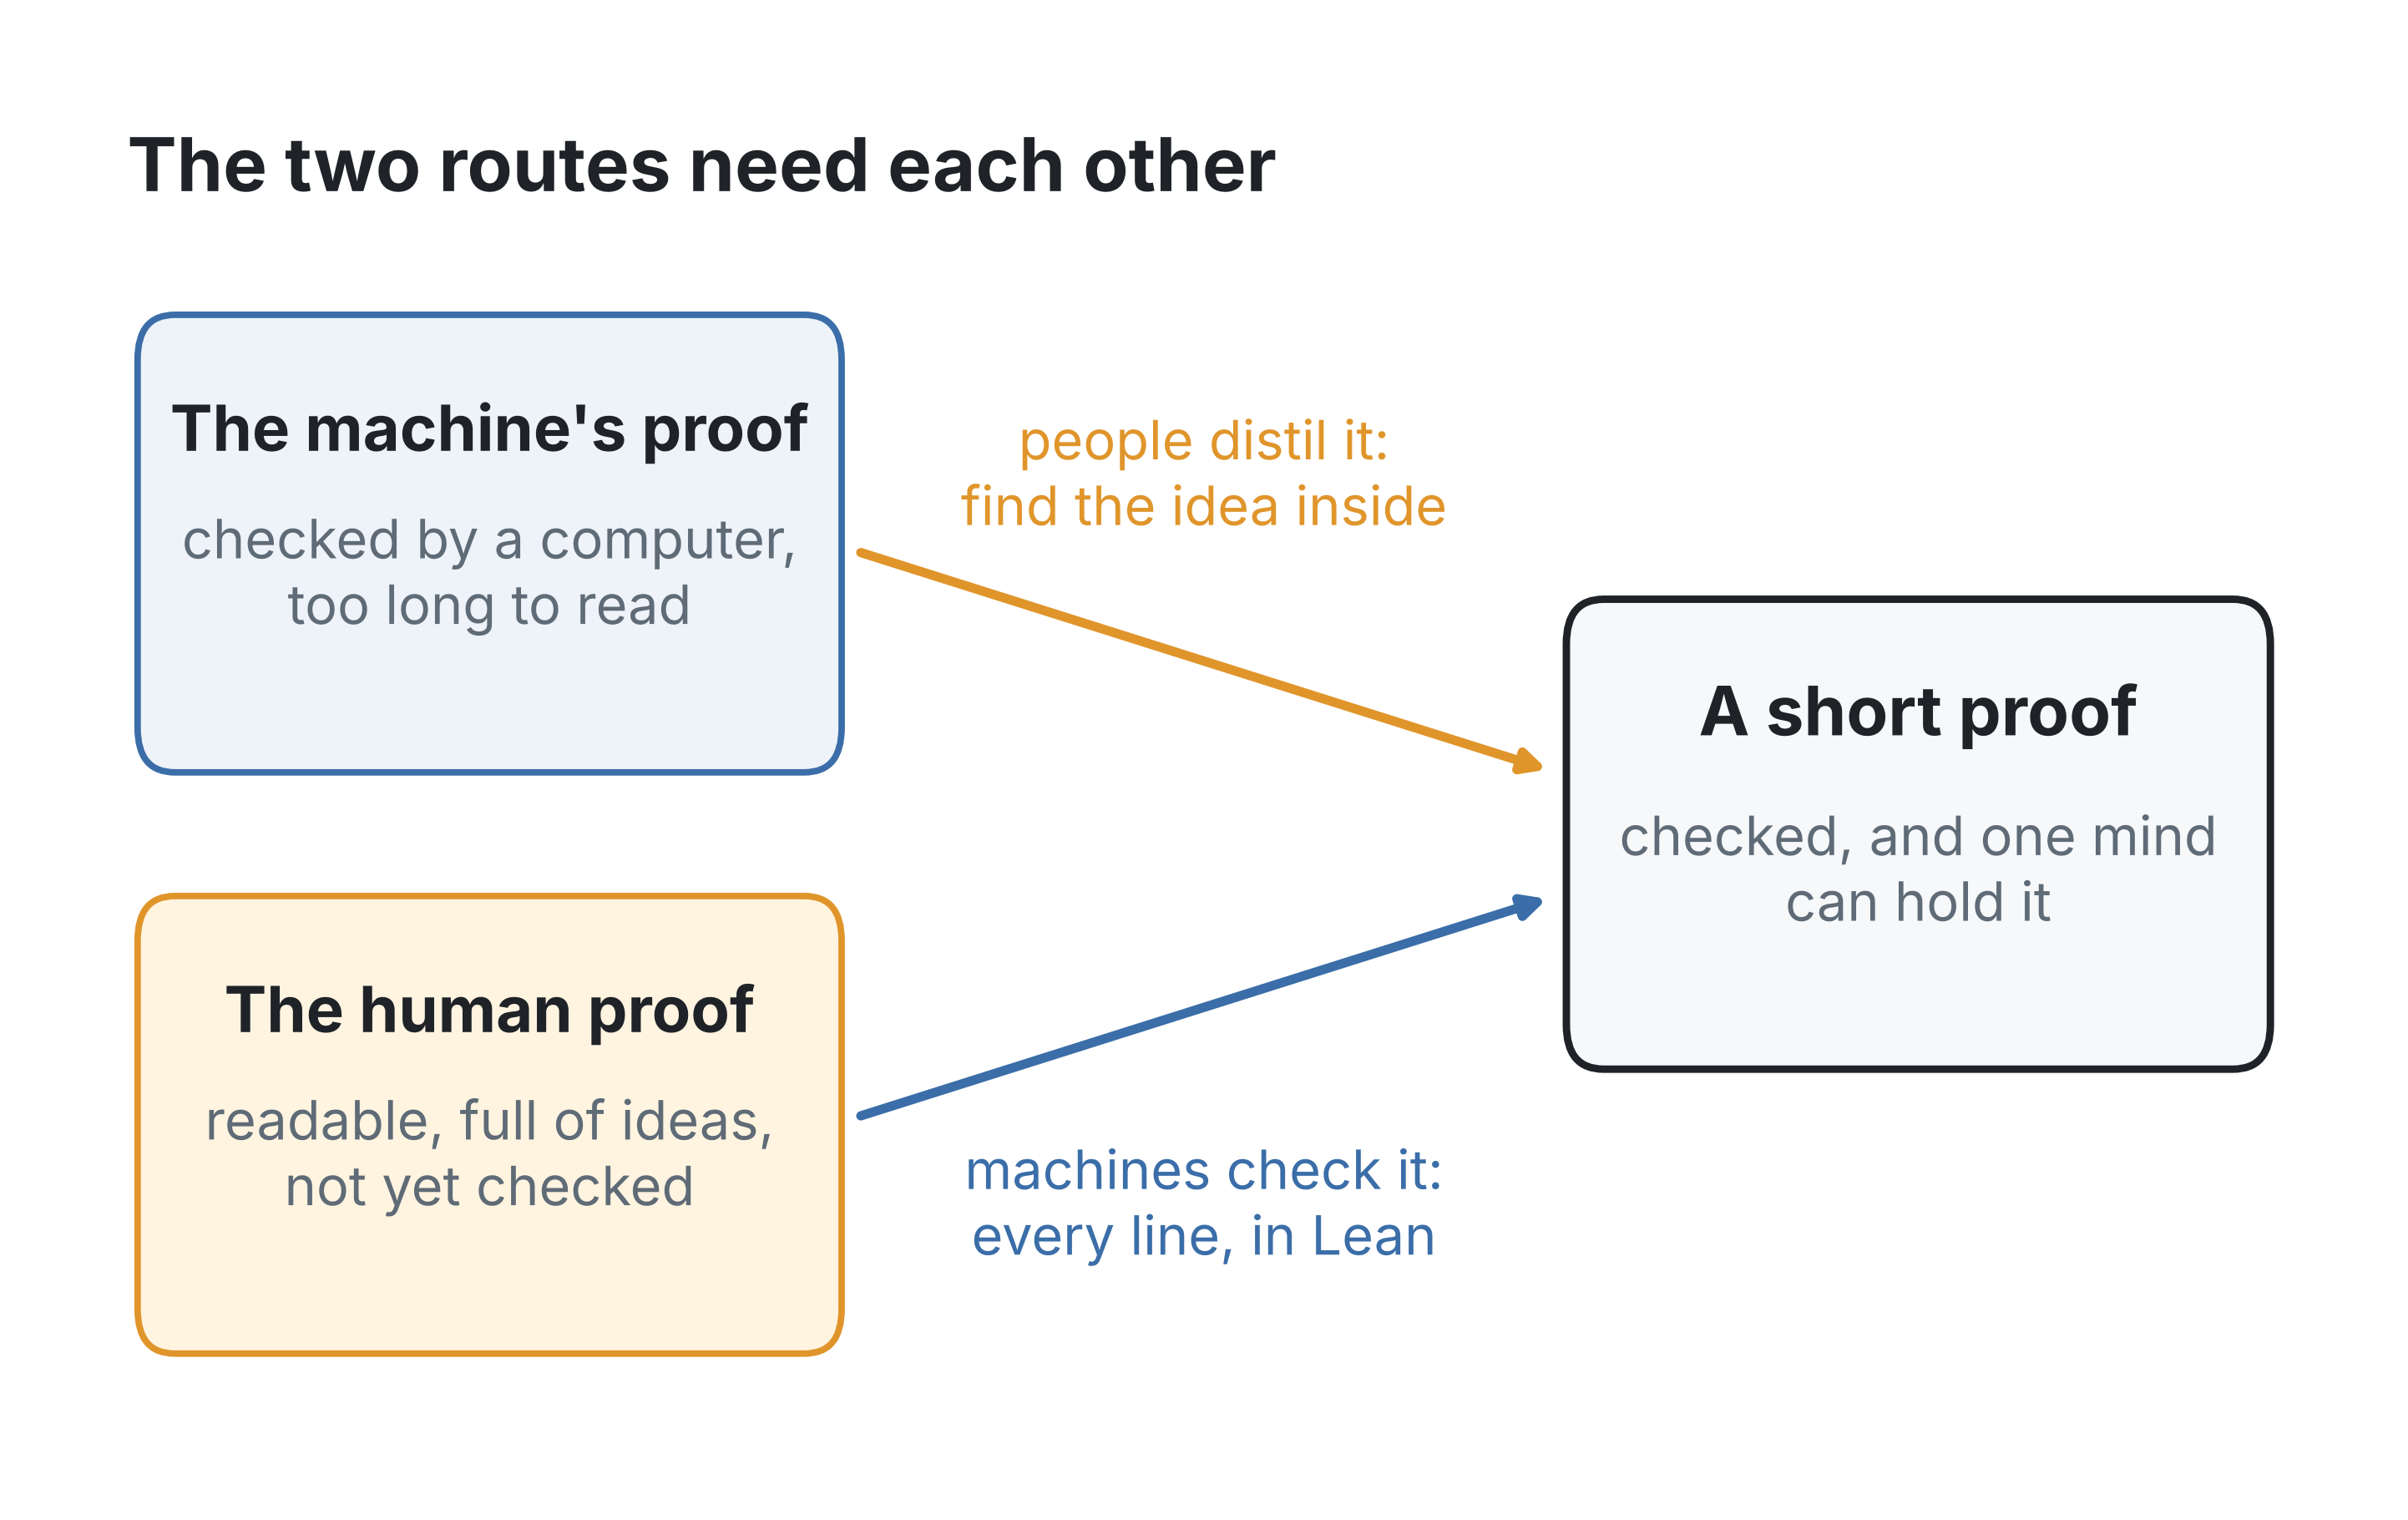 The two routes need each other
The machine's proof
checked by a computer,
too long to read
people distil it:
find the idea inside
A short proof
checked, and one mind
can hold it
The human proof
readable, full of ideas,
not yet checked
machines check it:
every line, in Lean